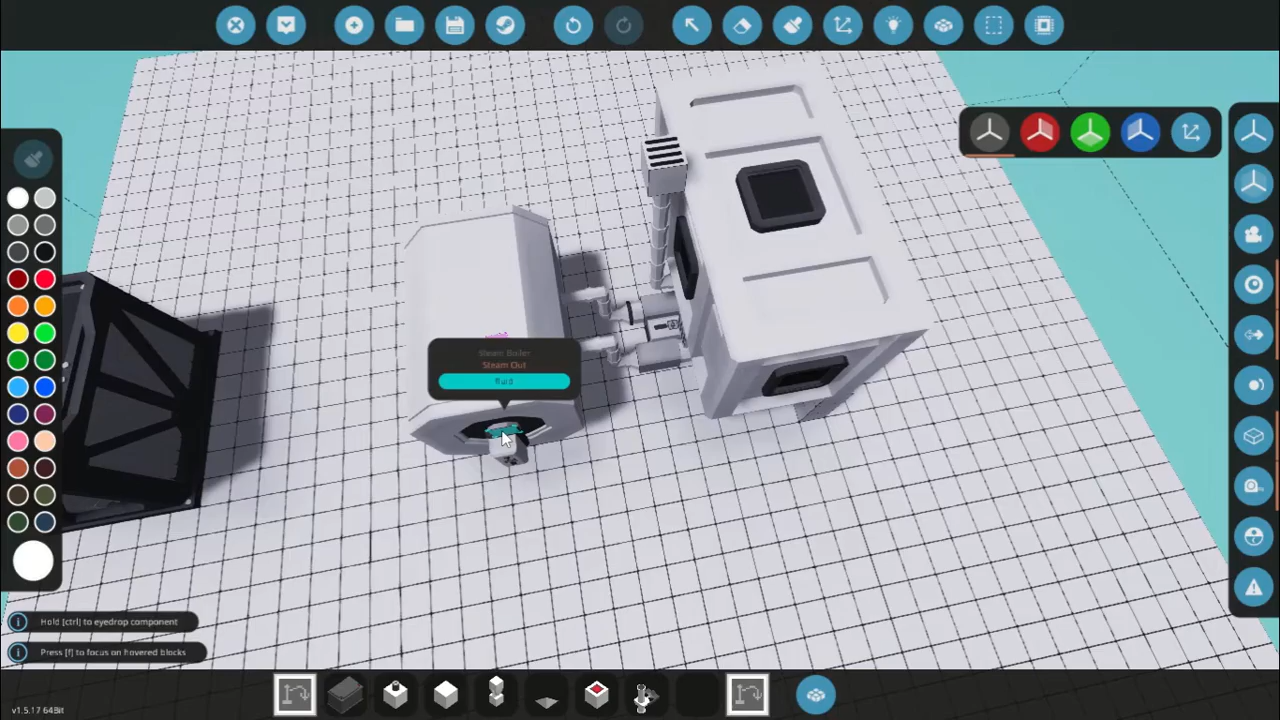 Steam Boiler
Steam Out
fluid
Hold [ctrl] to eyedrop component
Press [f] to focus on hovered blocks
v1.5.17 64Bit